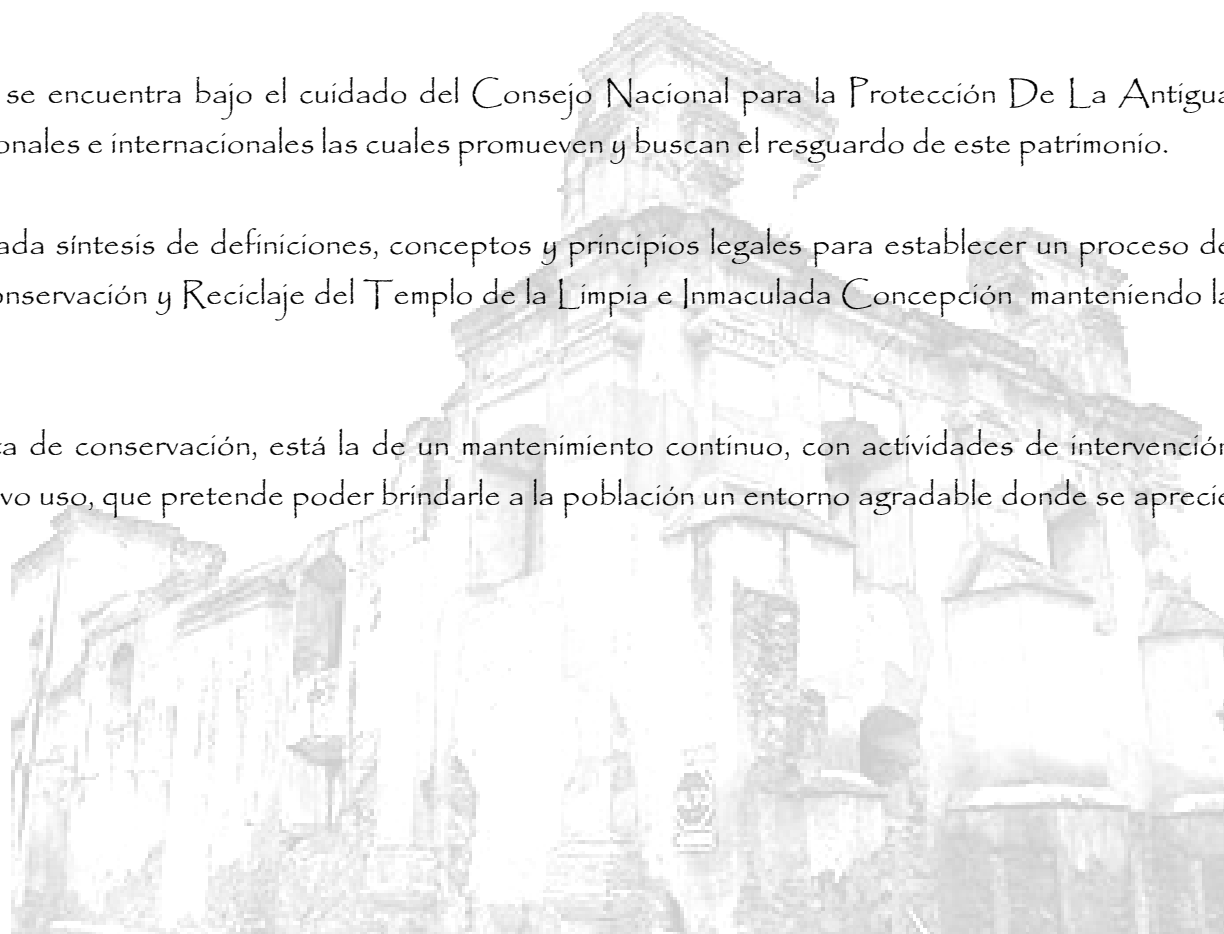 se encuentra bajo el cuidado del Consejo Nacional para la Protección De La Antigua
onales e internacionales las cuales promueven y buscan el resguardo de este patrimonio.
ada síntesis de definiciones, conceptos y principios legales para establecer un proceso de
onservación y Reciclaje del Templo de la Limpia e Inmaculada Concepción manteniendo la
ta de conservación, está la de un mantenimiento continuo, con actividades de intervención
vo uso, que pretende poder brindarle a la población un entorno agradable donde se aprecie